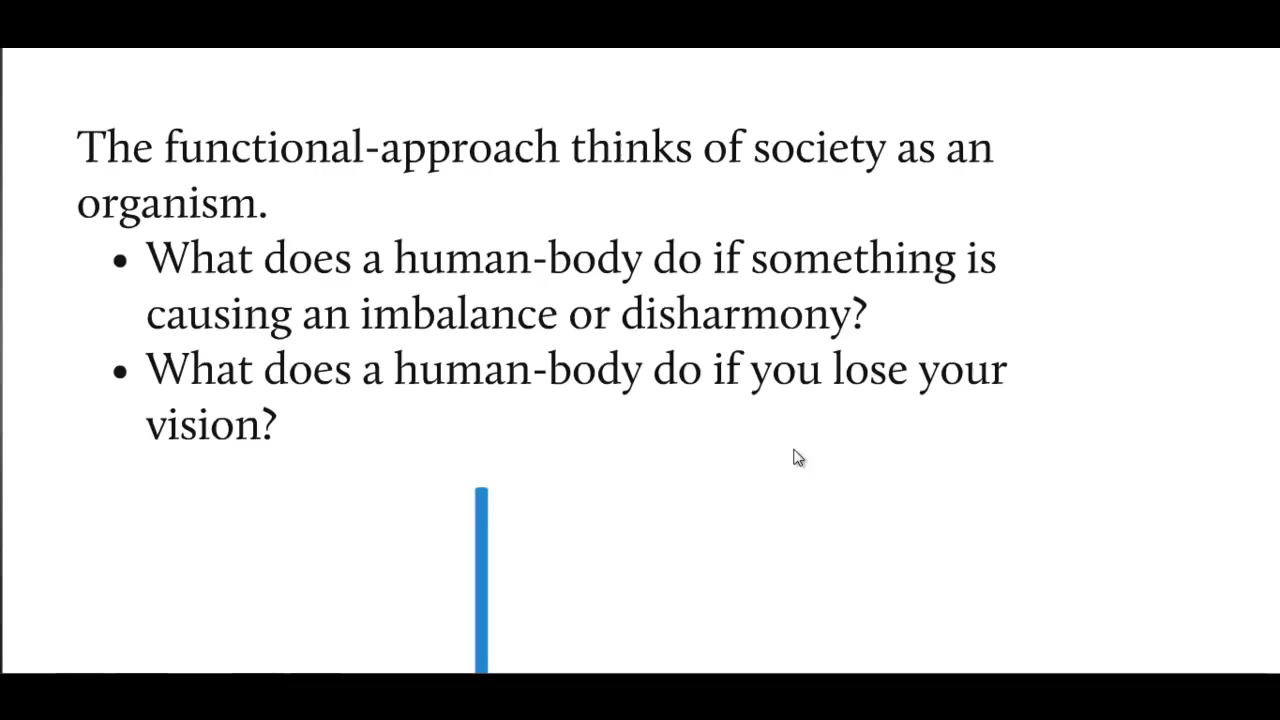 The functional-approach thinks of society as an
organism.
• What does a human-body do if something is
causing an imbalance or disharmony?
• What does a human-body do if you lose your
vision?